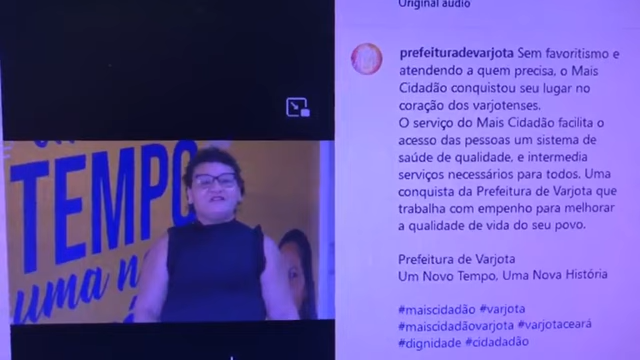 Original audio
prefeituradevarjota Sem favoritismo e
atendendo a quem precisa, o Mais
Cidadão conquistou seu lugar no
coração dos varjotenses.
O serviço do Mais Cidadão facilita o
acesso das pessoas um sistema de
saúde de qualidade, e intermedia
serviços necessários para todos. Uma
conquista da Prefeitura de Varjota que
trabalha com empenho para melhorar
a qualidade de vida do seu povo.
Prefeitura de Varjota
Um Novo Tempo, Uma Nova História
#maiscidadão #varjota
#maiscidadãovarjota #varjotaceará
#dignidade #cidadadão
TEMPO
uma n